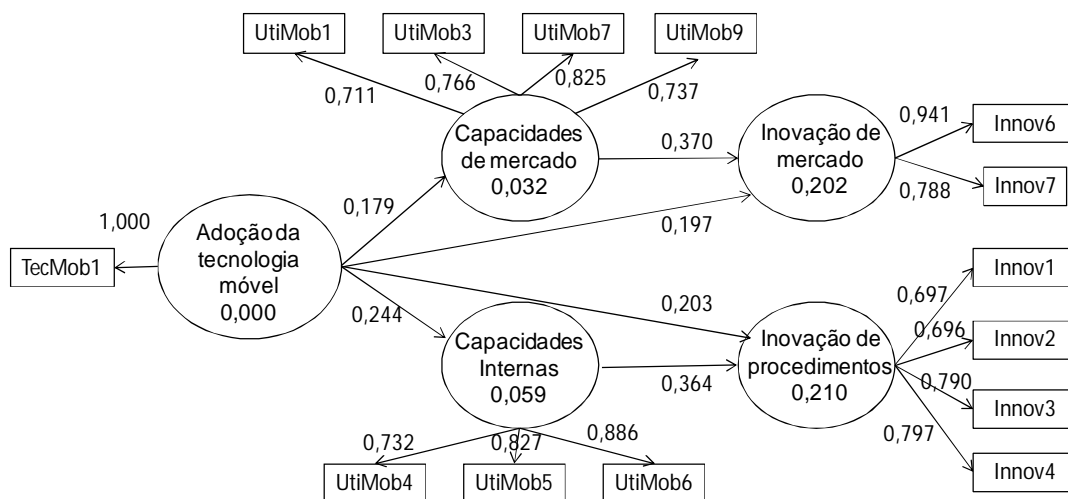 UtiMob1
UtiMob3
UtiMob7
UtiMob9
0,711
0,766
0,825
0,737
Capacidades
de mercado
0,032
0,370
Inovação de
mercado
0,202
0,941
Innov6
0,788
Innov7
1,000
TecMob1
Adoção da
tecnologia
móvel
0,000
0,179
0,197
0,244
0,203
Capacidades
Internas
0,059
0,364
Inovação de
procedimentos
0,210
0,697
Innov1
0,696
Innov2
0,790
Innov3
0,797
Innov4
0,732
0,827
0,886
UtiMob4
UtiMob5
UtiMob6